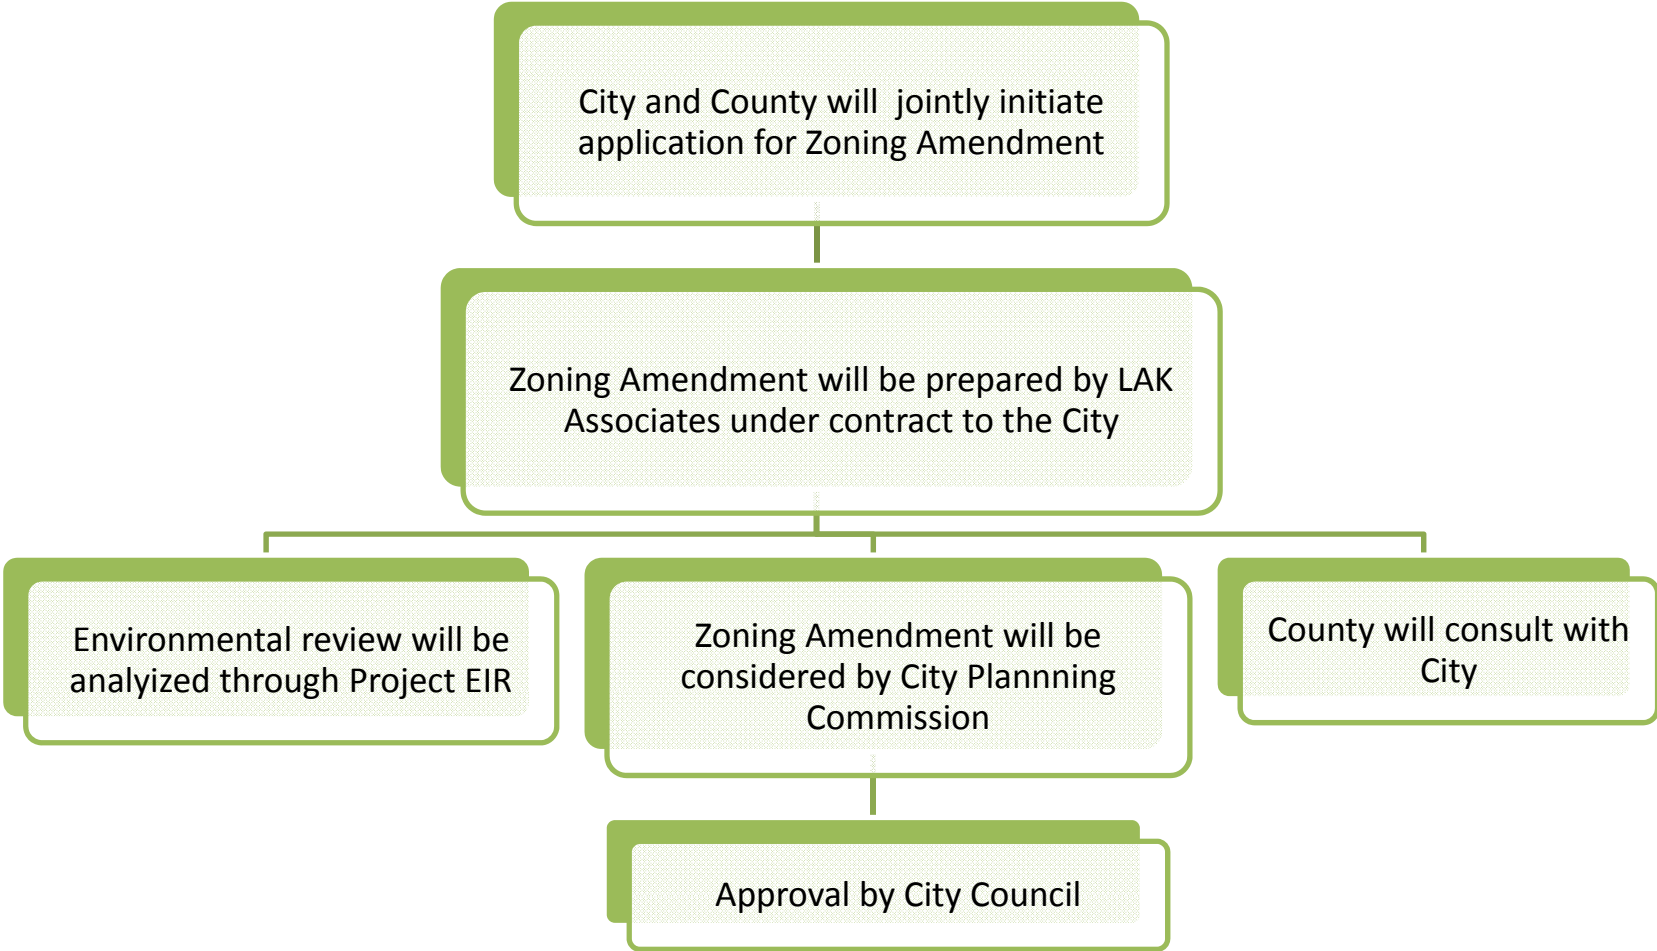 City and County will  jointly initiate
application for Zoning Amendment
Zoning Amendment will be prepared by LAK
Associates under contract to the City
Environmental review will be
analyized through Project EIR
Zoning Amendment will be
considered by City Plannning
Commission
County will consult with
City
Approval by City Council